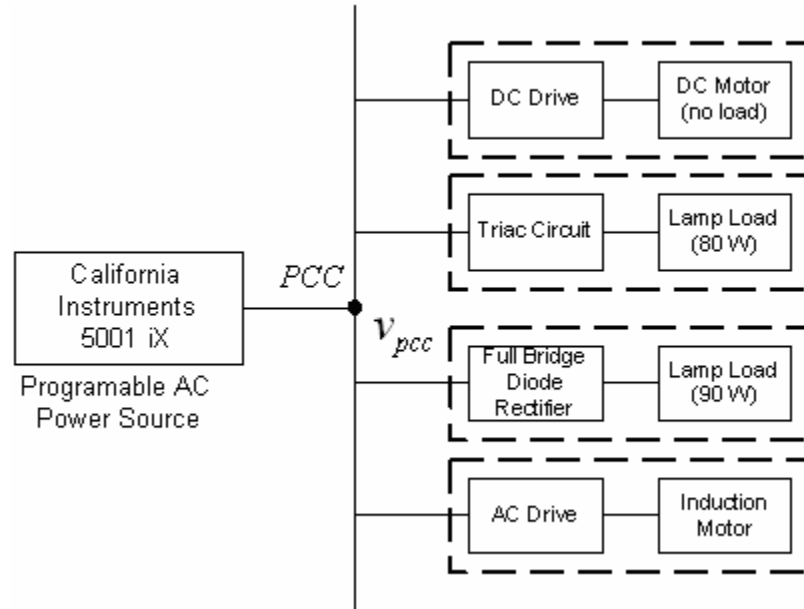 DC Drive
DC Motor
(no load)
Triac Circuit
Lamp Load
(80 W)
California
Instruments
5001 iX
PCC
v_pcc
Programable AC
Power Source
Full Bridge
Diode
Rectifier
Lamp Load
(90 W)
AC Drive
Induction
Motor